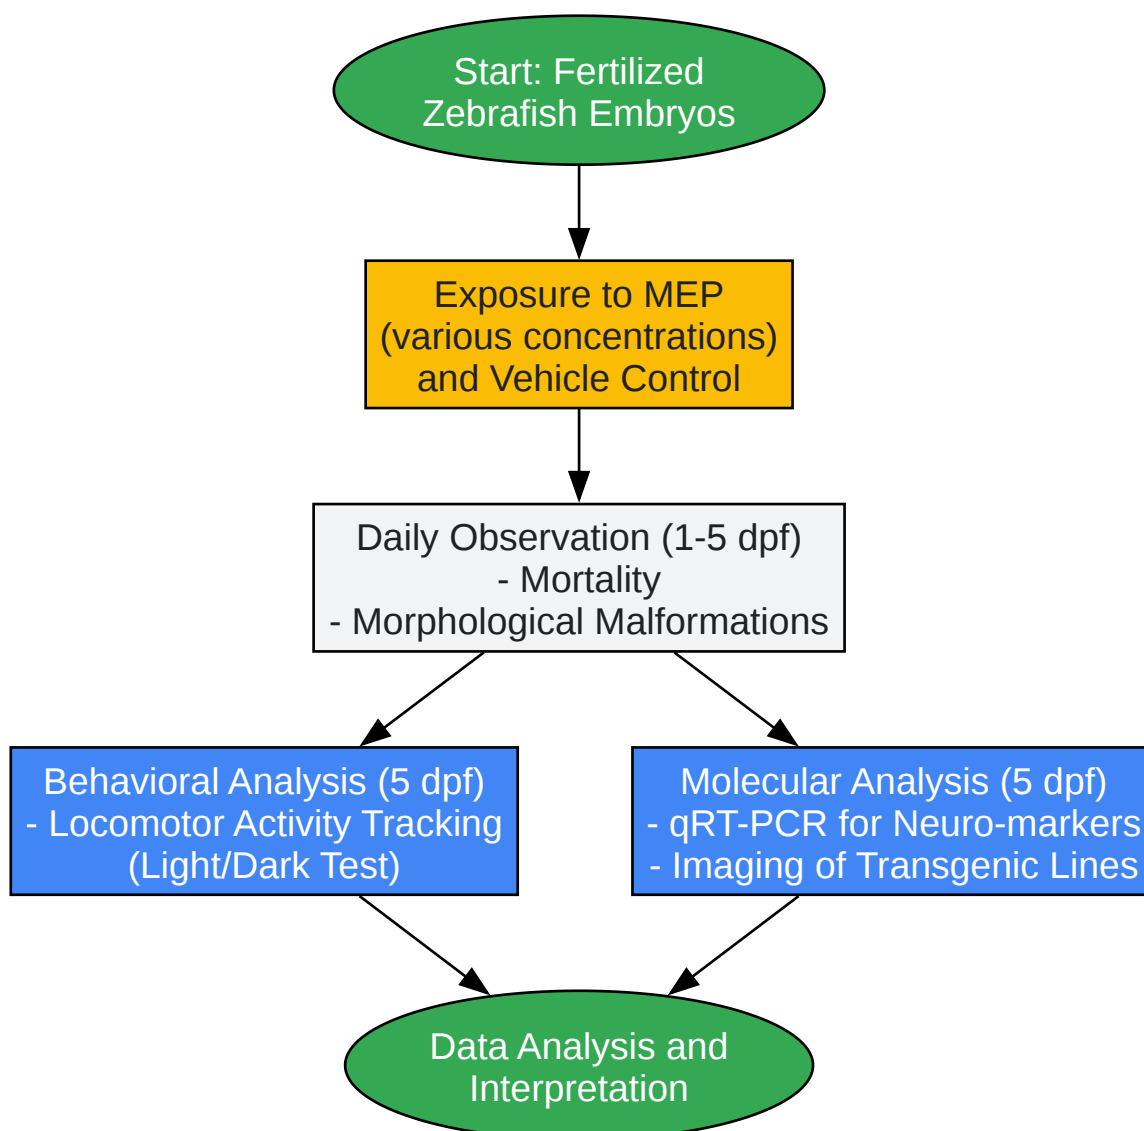 Start: Fertilized
Zebrafish Embryos
Exposure to MEP
(various concentrations)
and Vehicle Control
Daily Observation (1-5 dpf)
- Mortality
- Morphological Malformations
Behavioral Analysis (5 dpf)
- Locomotor Activity Tracking
(Light/Dark Test)
Molecular Analysis (5 dpf)
- qRT-PCR for Neuro-markers
- Imaging of Transgenic Lines
Data Analysis and
Interpretation